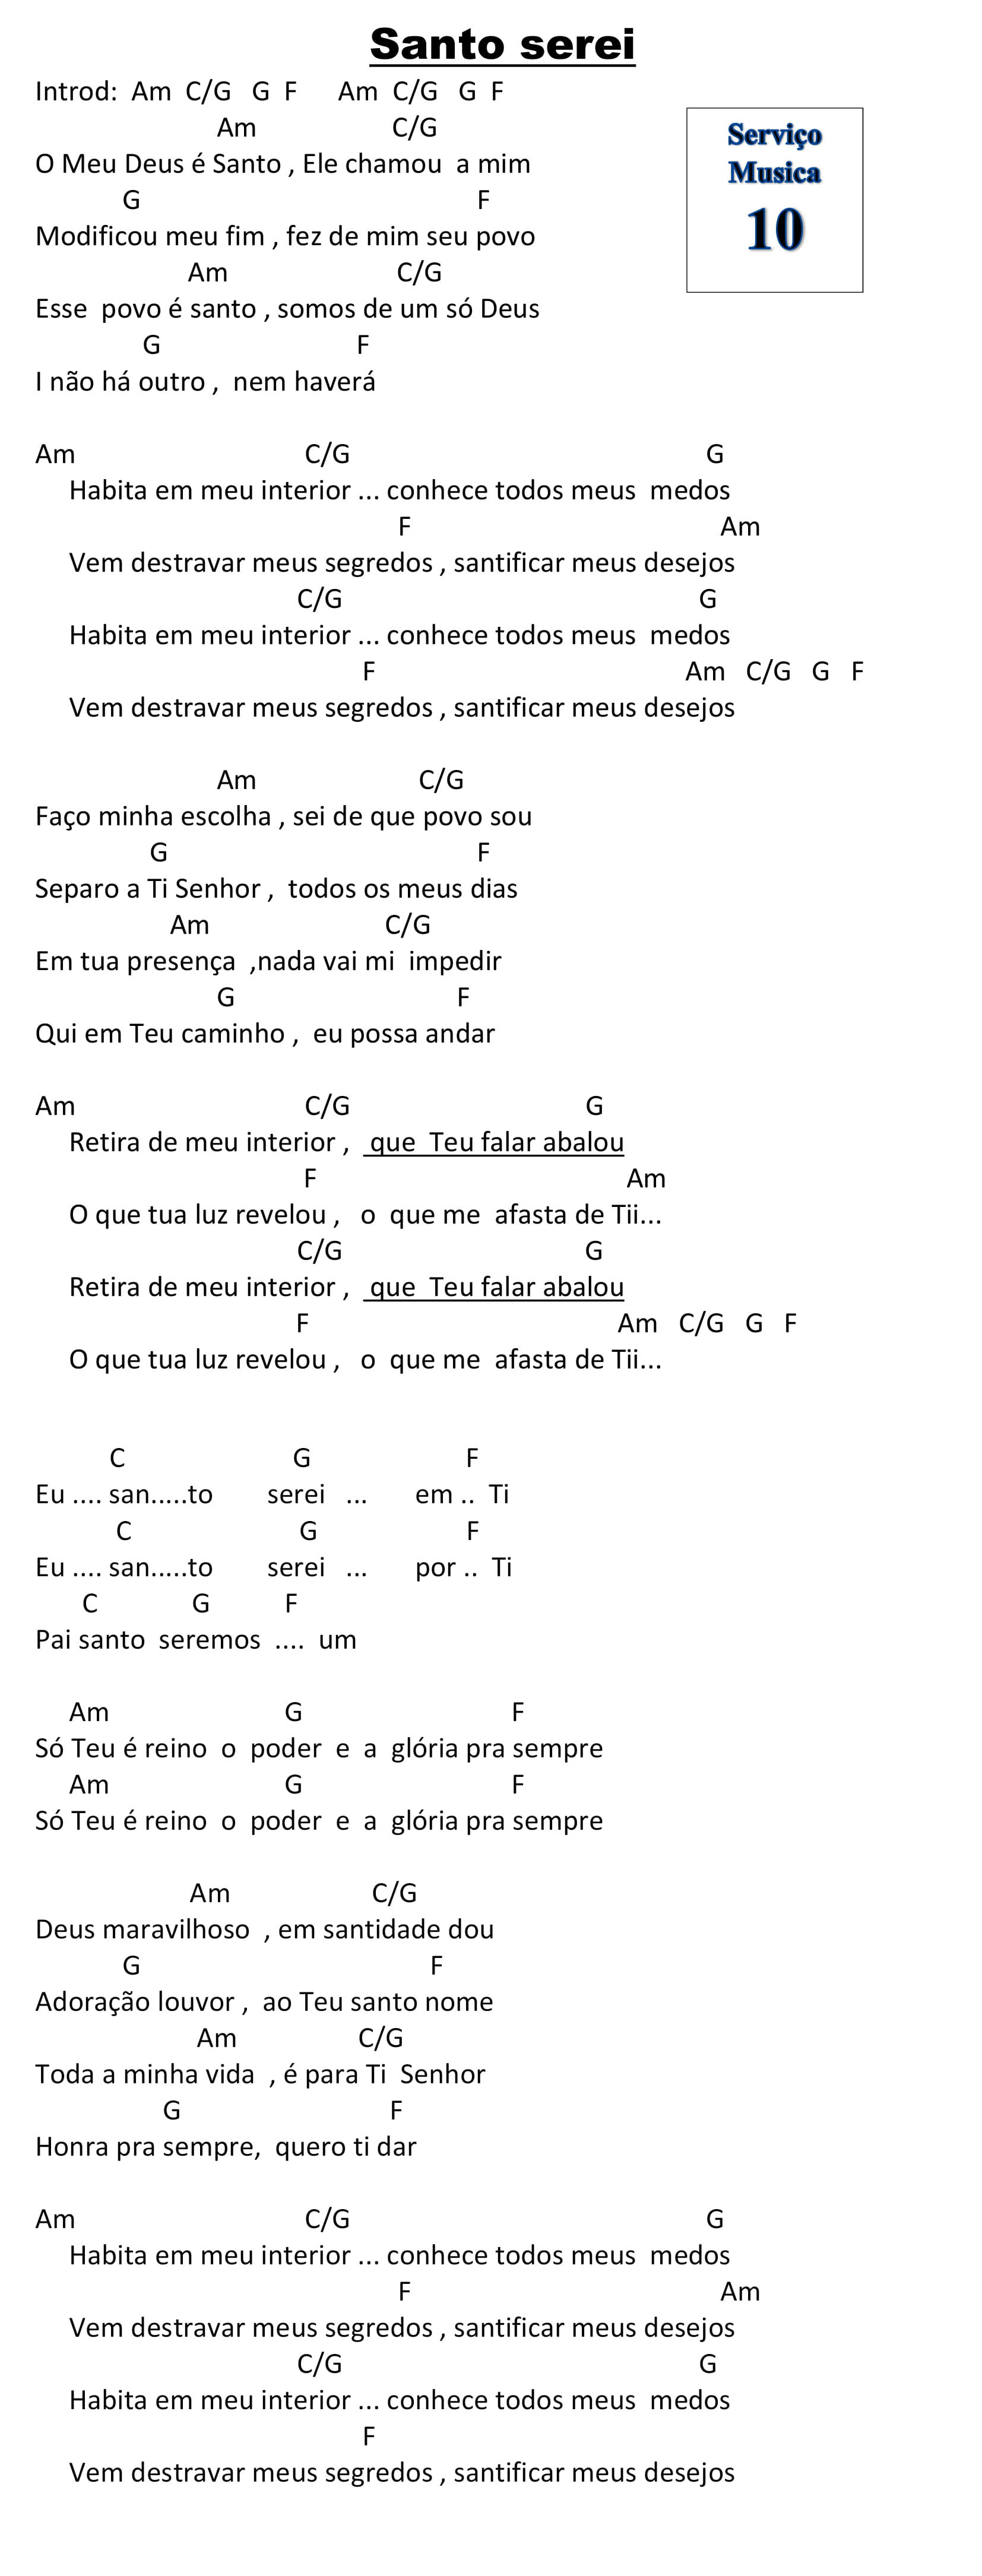 Santo serei
Introd:  Am  C/G   G  F      Am  C/G   G  F
Am                    C/G
Serviço
Musica
10
O Meu Deus é Santo , Ele chamou  a mim
G                    F
Modificou meu fim , fez de mim seu povo
Am                    C/G
Esse  povo é santo , somos de um só Deus
G                    F
I não há outro ,  nem haverá
Am                    C/G                    G
Habita em meu interior ... conhece todos meus  medos
F                    Am
Vem destravar meus segredos , santificar meus desejos
C/G                    G
Habita em meu interior ... conhece todos meus  medos
F                    Am   C/G   G   F
Vem destravar meus segredos , santificar meus desejos
Am                    C/G
Faço minha escolha , sei de que povo sou
G                    F
Separo a Ti Senhor ,  todos os meus dias
Am                    C/G
Em tua presença  ,nada vai mi  impedir
G                    F
Qui em Teu caminho ,  eu possa andar
Am                    C/G                    G
Retira de meu interior ,   que  Teu falar abalou
F                    Am
O que tua luz revelou ,   o  que me  afasta de Tii...
C/G                    G
Retira de meu interior ,   que  Teu falar abalou
F                    Am   C/G   G   F
O que tua luz revelou ,   o  que me  afasta de Tii...
C                    G                    F
Eu .... san.....to        serei   ...       em ..  Ti
C                    G                    F
Eu .... san.....to        serei   ...       por ..  Ti
C              G           F
Pai santo  seremos  ....  um
Am                    G                    F
Só Teu é reino  o  poder  e  a  glória pra sempre
Am                    G                    F
Só Teu é reino  o  poder  e  a  glória pra sempre
Am                    C/G
Deus maravilhoso  , em santidade dou
G                    F
Adoração louvor ,  ao Teu santo nome
Am                    C/G
Toda a minha vida  , é para Ti  Senhor
G                    F
Honra pra sempre,  quero ti dar
Am                    C/G                    G
Habita em meu interior ... conhece todos meus  medos
F                    Am
Vem destravar meus segredos , santificar meus desejos
C/G                    G
Habita em meu interior ... conhece todos meus  medos
F
Vem destravar meus segredos , santificar meus desejos